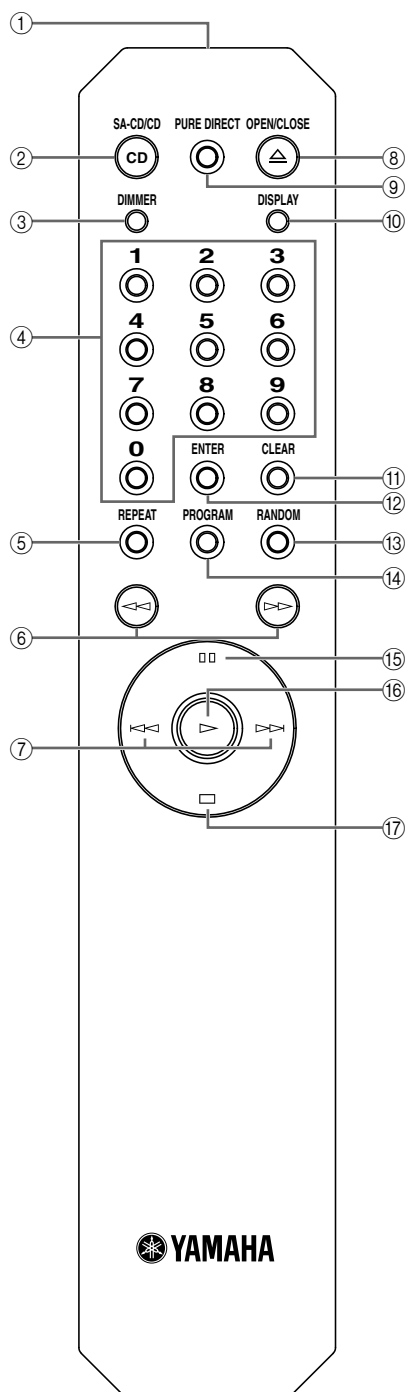 ①
SA-CD/CD PURE DIRECT OPEN/CLOSE
② CD ⑧
⑨
DIMMER DISPLAY
③ ⑩
1 2 3
④ 4 5 6
7 8 9
0 ENTER CLEAR
⑪
⑫
REPEAT PROGRAM RANDOM
⑤ ⑬
⑭
⑥
⑮
⑯
⑦
⑰
YAMAHA